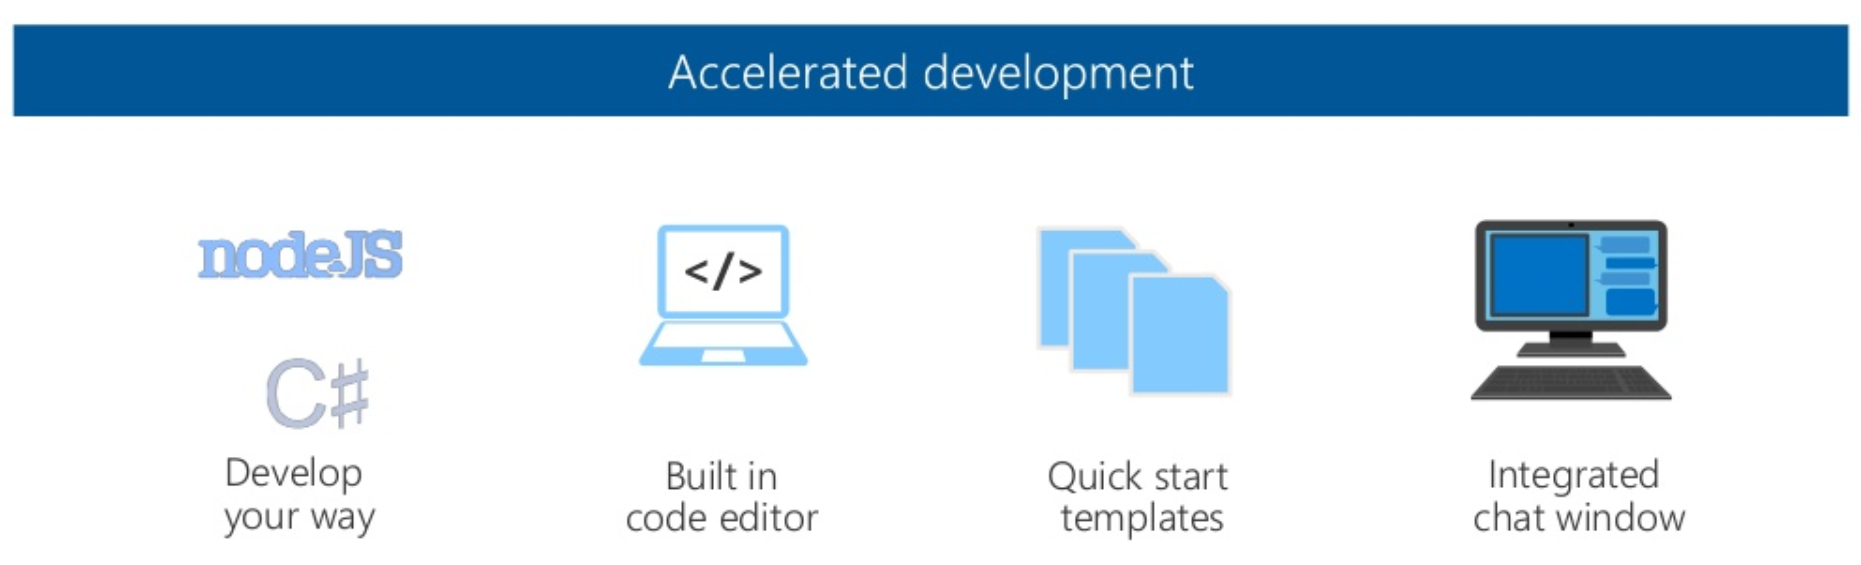 Accelerated development
nodeJS
C#
Develop
your way
</>
Built in
code editor
Quick start
templates
Integrated
chat window